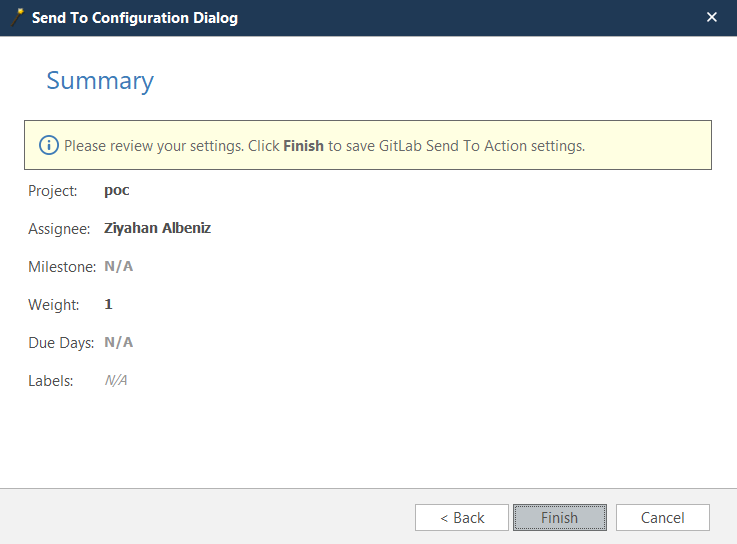 Send To Configuration Dialog
Summary
Please review your settings. Click Finish to save GitLab Send To Action settings.
Project: poc
Assignee: Ziyahan Albeniz
Milestone: N/A
Weight: 1
Due Days: N/A
Labels: N/A
< Back Finish Cancel